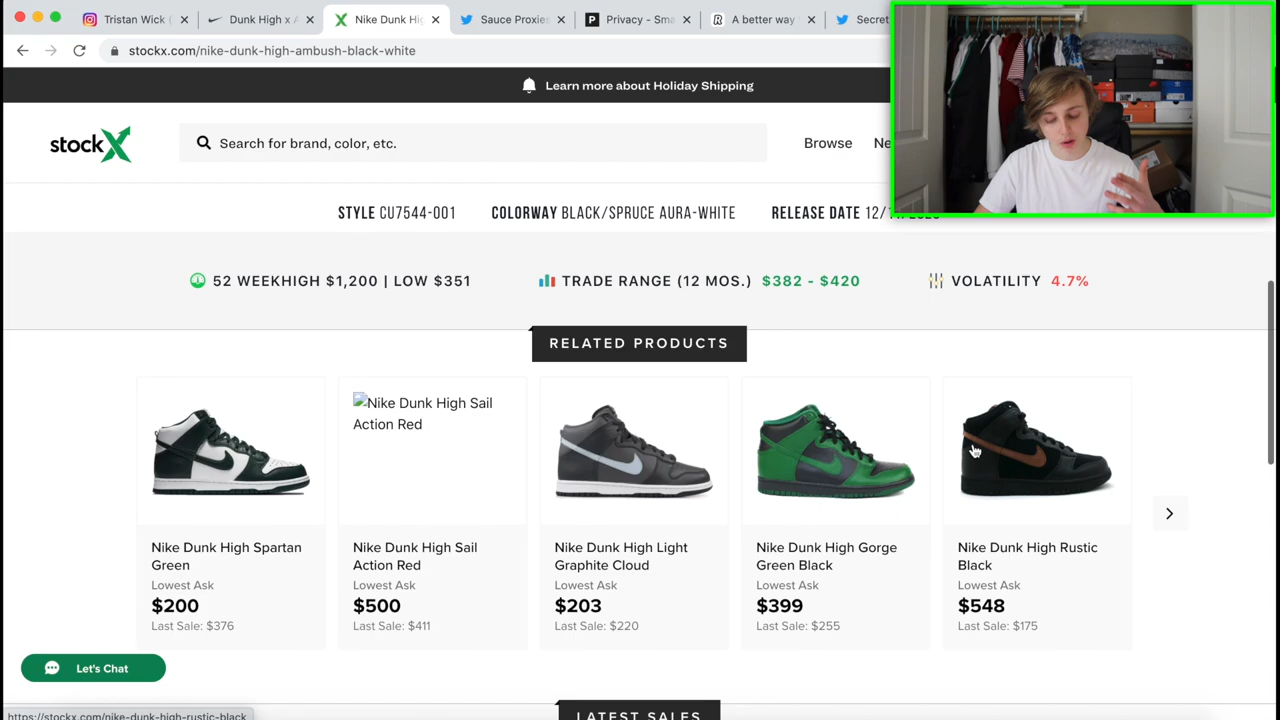 Tristan Wick (
Dunk High x A
Nike Dunk Hig
Sauce Proxies
Privacy - Sma
A better way
Secret
stockx.com/nike-dunk-high-ambush-black-white
Learn more about Holiday Shipping
stockX
Search for brand, color, etc.
Browse
Ne
STYLE CU7544-001 COLORWAY BLACK/SPRUCE AURA-WHITE RELEASE DATE
52 WEEKHIGH $1,200 | LOW $351 TRADE RANGE (12 MOS.) $382 - $420 VOLATILITY 4.7%
RELATED PRODUCTS
Nike Dunk High Sail
Action Red
Nike Dunk High Spartan
Green
Lowest Ask
$200
Last Sale: $376
Nike Dunk High Sail
Action Red
Lowest Ask
$500
Last Sale: $411
Nike Dunk High Light
Graphite Cloud
Lowest Ask
$203
Last Sale: $220
Nike Dunk High Gorge
Green Black
Lowest Ask
$399
Last Sale: $255
Nike Dunk High Rustic
Black
Lowest Ask
$548
Last Sale: $175
Let's Chat
LATEST SALES
https://stockx.com/nike-dunk-high-rustic-black